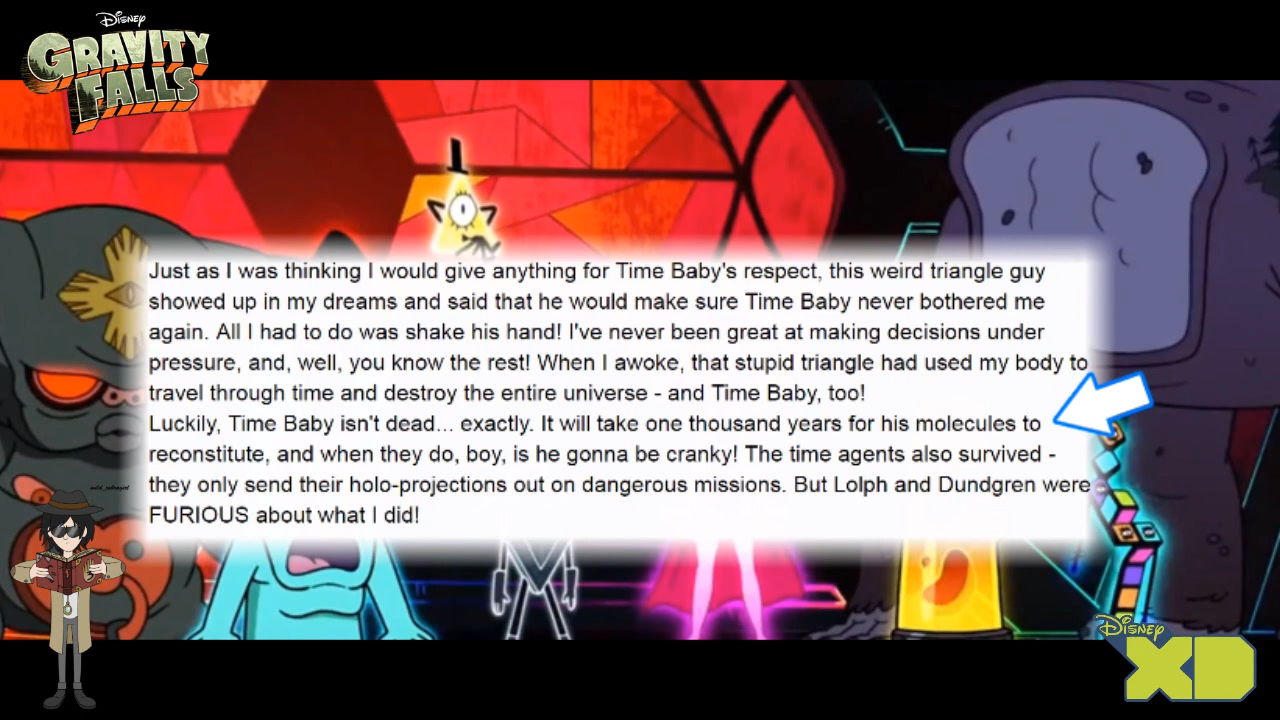 Disney
GRAVITY
FALLS
Just as I was thinking I would give anything for Time Baby's respect, this weird triangle guy
showed up in my dreams and said that he would make sure Time Baby never bothered me
again. All I had to do was shake his hand! I've never been great at making decisions under
pressure, and, well, you know the rest! When I awoke, that stupid triangle had used my body to
travel through time and destroy the entire universe - and Time Baby, too!
Luckily, Time Baby isn't dead... exactly. It will take one thousand years for his molecules to
reconstitute, and when they do, boy, is he gonna be cranky! The time agents also survived -
they only send their holo-projections out on dangerous missions. But Lolph and Dundgren were
FURIOUS about what I did!
Disney
XD